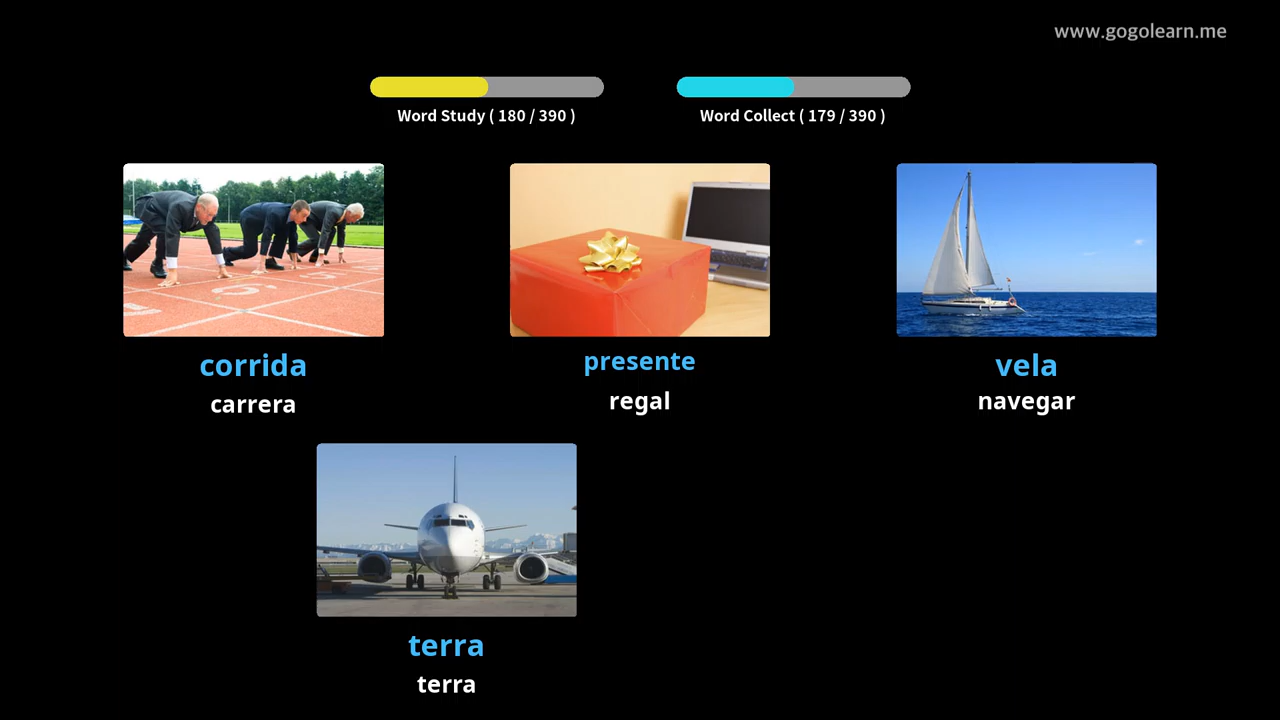 www.gogolearn.me
Word Study ( 180 / 390 )
Word Collect ( 179 / 390 )
corrida
carrera
presente
regal
vela
navegar
terra
terra